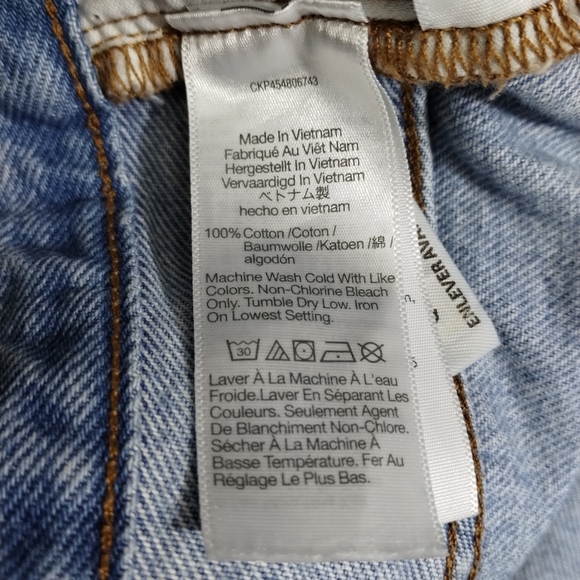 CKP454806743
Made In Vietnam
Fabriqué Au Viêt Nam
Hergestellt In Vietnam
Vervaardigd In Vietnam
ベトナム製
hecho en vietnam
100% Cotton /Coton /
Baumwolle /Katoen /綿 /
algodón
Machine Wash Cold With Like
Colors. Non-Chlorine Bleach
Only. Tumble Dry Low. Iron
On Lowest Setting.
30
Laver À La Machine À L'eau
Froide.Laver En Séparant Les
Couleurs. Seulement Agent
De Blanchiment Non-Chlore.
Sécher À La Machine À
Basse Température. Fer Au
Réglage Le Plus Bas.
ENLEVER